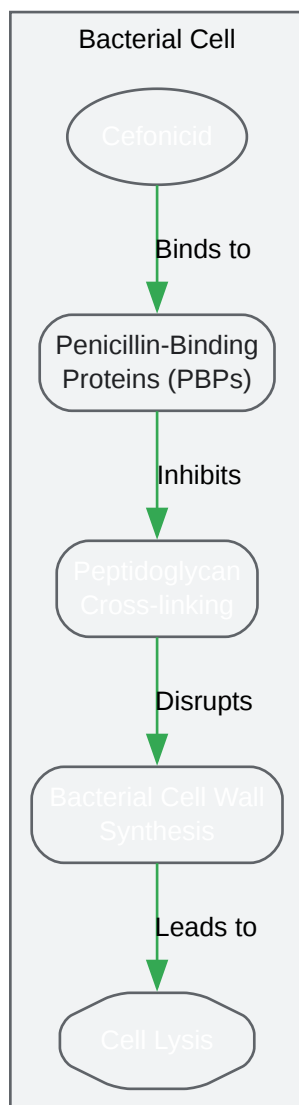 Bacterial Cell
Cefonicid
Binds to
Penicillin-Binding
Proteins (PBPs)
Inhibits
Peptidoglycan
Cross-linking
Disrupts
Bacterial Cell Wall
Synthesis
Leads to
Cell Lysis